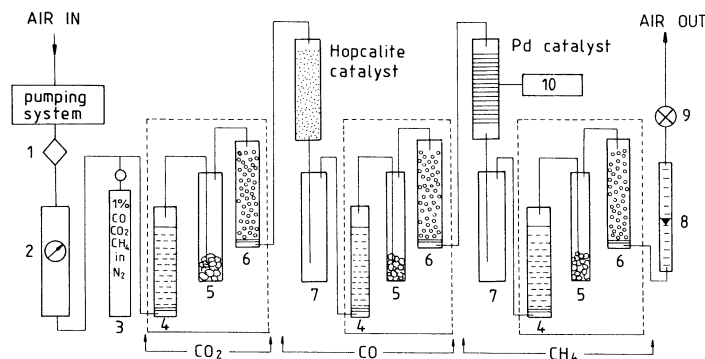 AIR IN
AIR OUT
pumping
system
Hopcalite
catalyst
Pd catalyst
10
9
1
2
1%
CO
CO₂
CH₄
in
N₂
3
4
5
6
7
4
5
6
7
4
5
6
8
CO₂
CO
CH₄